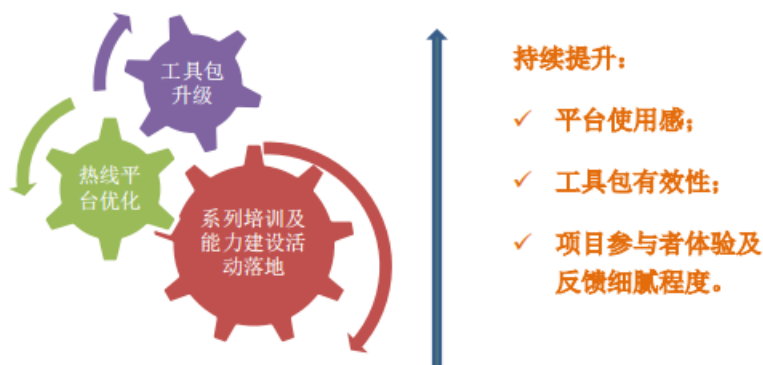 工具包
升级
热线平
台优化
系列培训及
能力建设活
动落地
持续提升：
✓ 平台使用感；
✓ 工具包有效性；
✓ 项目参与者体验及
反馈细腻程度。